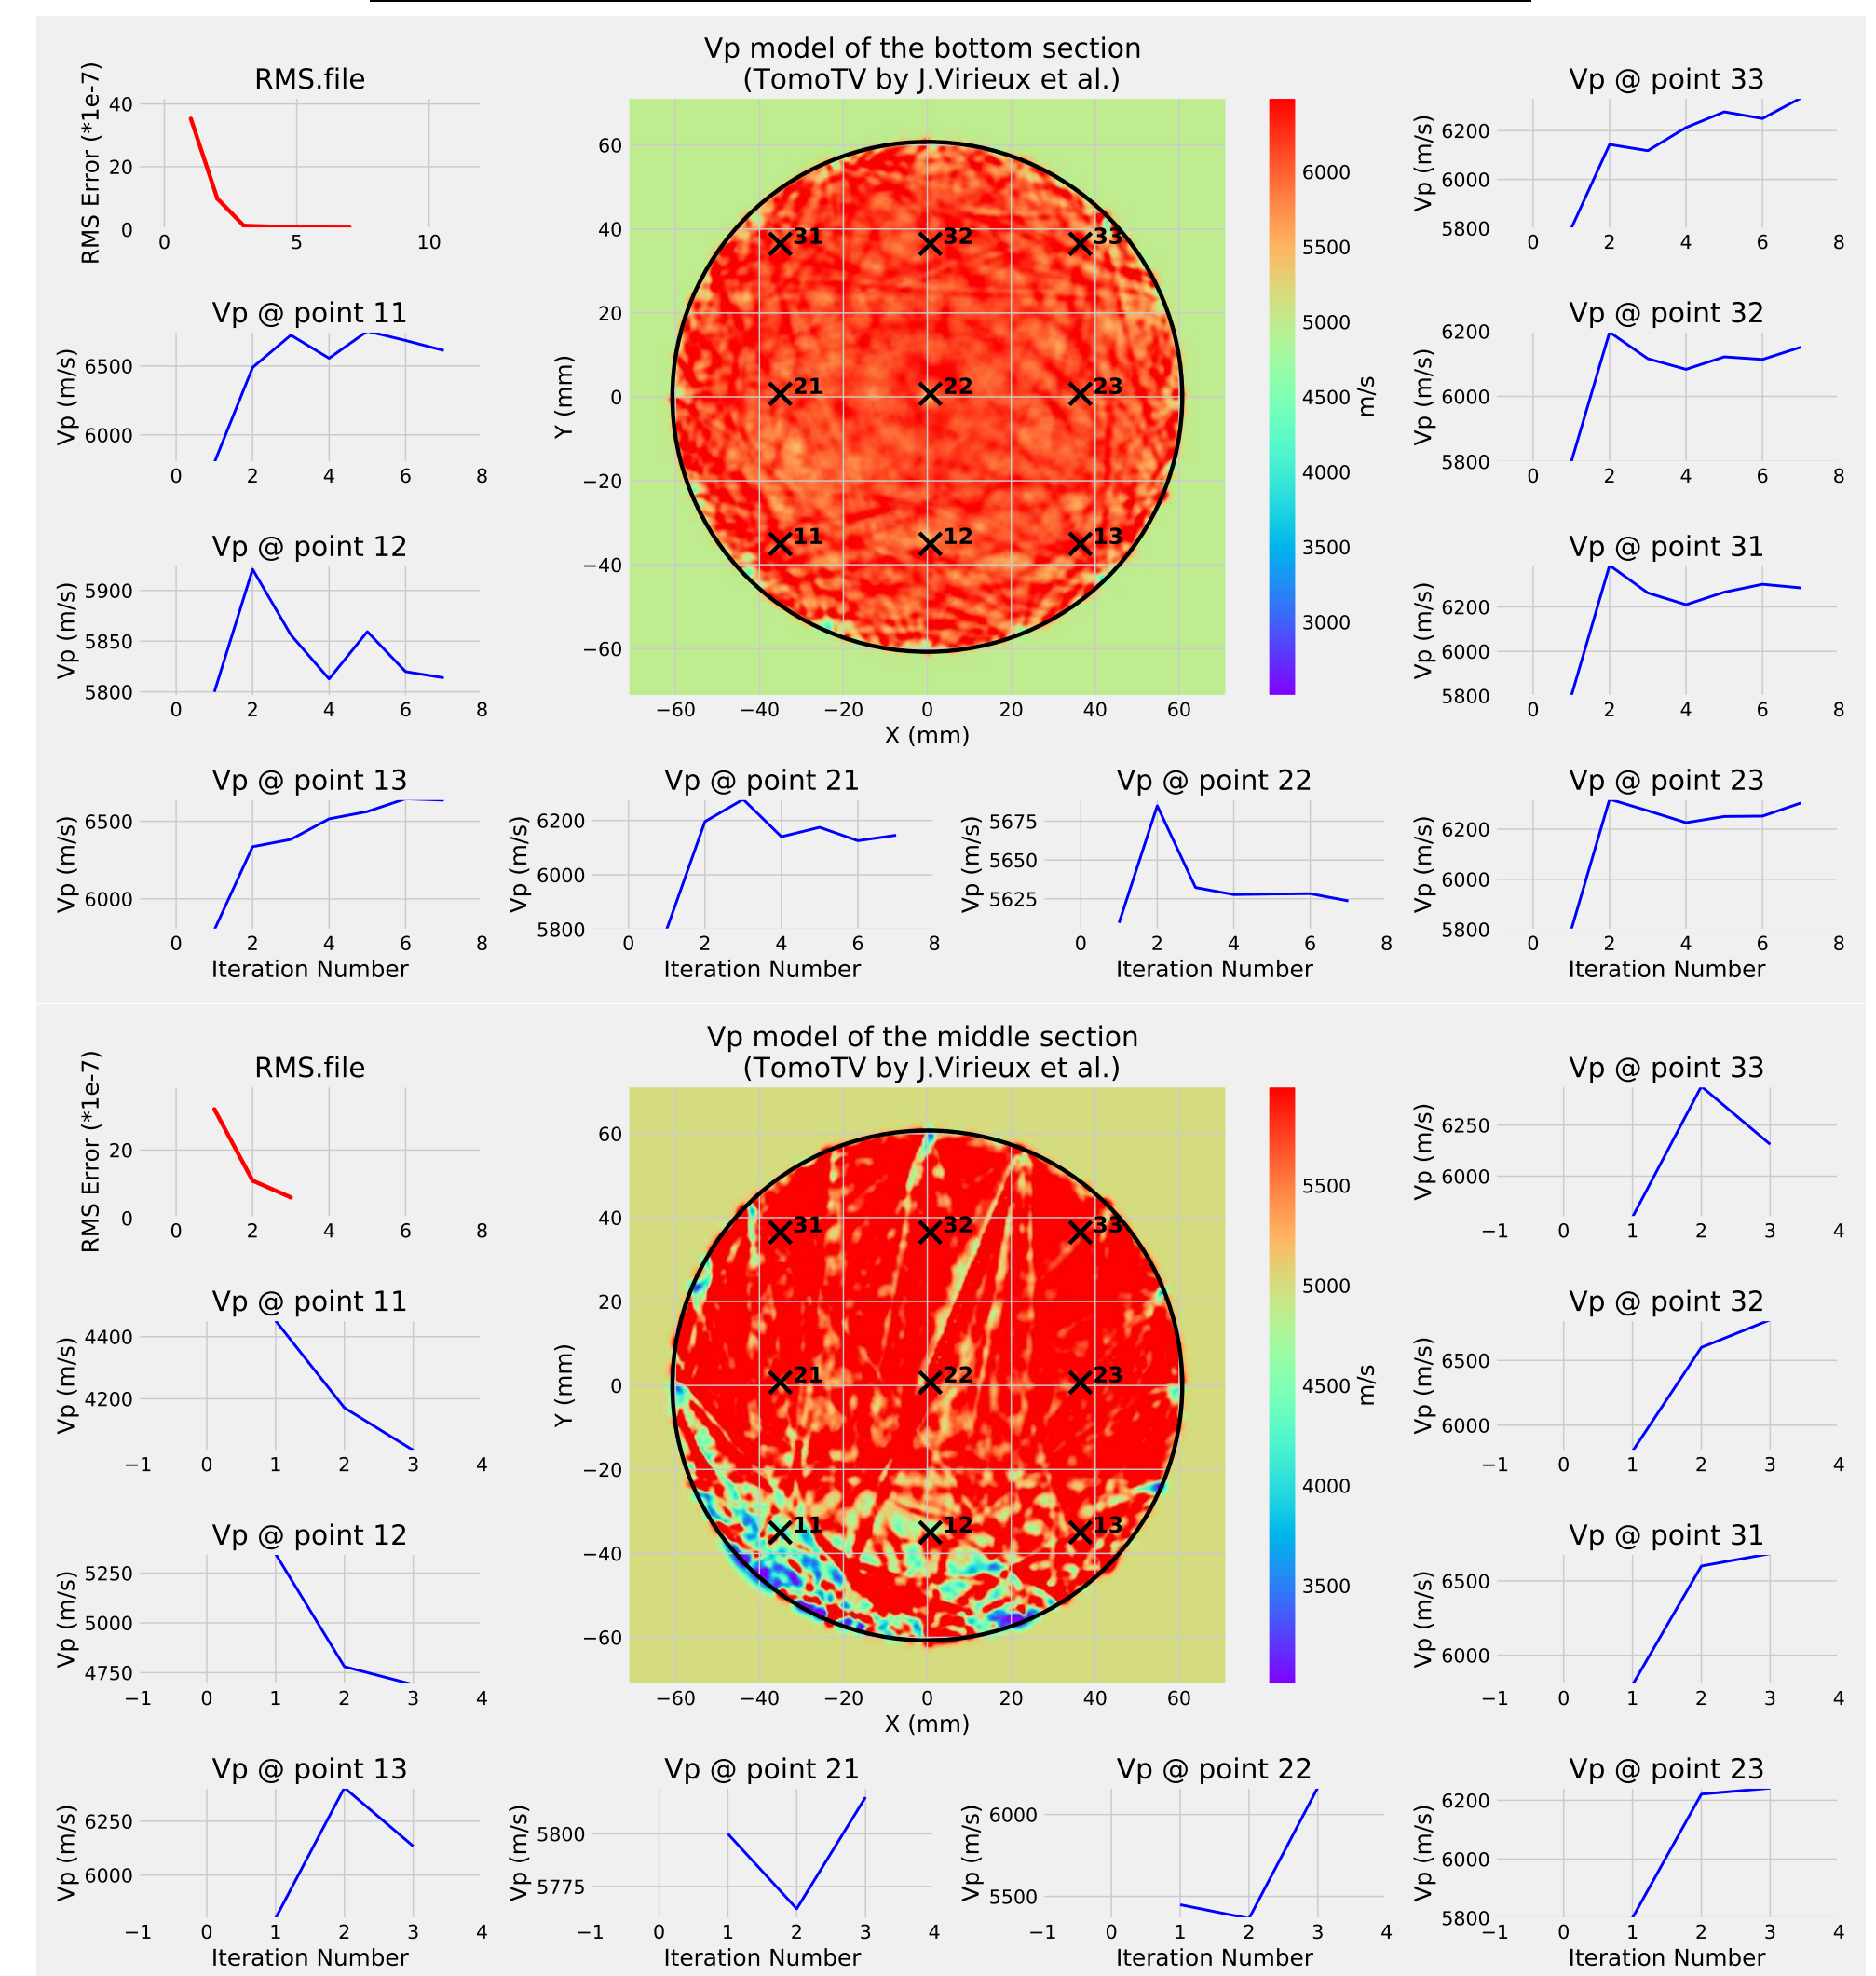 Vp model of the bottom section
(TomoTV by J.Virieux et al.)
RMS.file
RMS Error (*1e-7)
40
20
0
0 5 10
Vp @ point 11
Vp (m/s)
6500
6000
0 2 4 6 8
Vp @ point 12
Vp (m/s)
5900
5850
5800
0 2 4 6 8
Y (mm)
60
40
20
0
−20
−40
−60
31 32 33
21 22 23
11 12 13
−60 −40 −20 0 20 40 60
X (mm)
6000
5500
5000
4500
4000
3500
3000
m/s
Vp @ point 33
Vp (m/s)
6200
6000
5800
0 2 4 6 8
Vp @ point 32
Vp (m/s)
6200
6000
5800
0 2 4 6 8
Vp @ point 31
Vp (m/s)
6200
6000
5800
0 2 4 6 8
Vp @ point 13
Vp (m/s)
6500
6000
0 2 4 6 8
Iteration Number
Vp @ point 21
Vp (m/s)
6200
6000
5800
0 2 4 6 8
Iteration Number
Vp @ point 22
Vp (m/s)
5675
5650
5625
0 2 4 6 8
Iteration Number
Vp @ point 23
Vp (m/s)
6200
6000
5800
0 2 4 6 8
Iteration Number
Vp model of the middle section
(TomoTV by J.Virieux et al.)
RMS.file
RMS Error (*1e-7)
20
0
0 2 4 6 8
Vp @ point 11
Vp (m/s)
4400
4200
−1 0 1 2 3 4
Vp @ point 12
Vp (m/s)
5250
5000
4750
−1 0 1 2 3 4
Y (mm)
60
40
20
0
−20
−40
−60
31 32 33
21 22 23
11 12 13
−60 −40 −20 0 20 40 60
X (mm)
5500
5000
4500
4000
3500
m/s
Vp @ point 33
Vp (m/s)
6250
6000
−1 0 1 2 3 4
Vp @ point 32
Vp (m/s)
6500
6000
−1 0 1 2 3 4
Vp @ point 31
Vp (m/s)
6500
6000
−1 0 1 2 3 4
Vp @ point 13
Vp (m/s)
6250
6000
−1 0 1 2 3 4
Iteration Number
Vp @ point 21
Vp (m/s)
5800
5775
−1 0 1 2 3 4
Iteration Number
Vp @ point 22
Vp (m/s)
6000
5500
−1 0 1 2 3 4
Iteration Number
Vp @ point 23
Vp (m/s)
6200
6000
5800
−1 0 1 2 3 4
Iteration Number